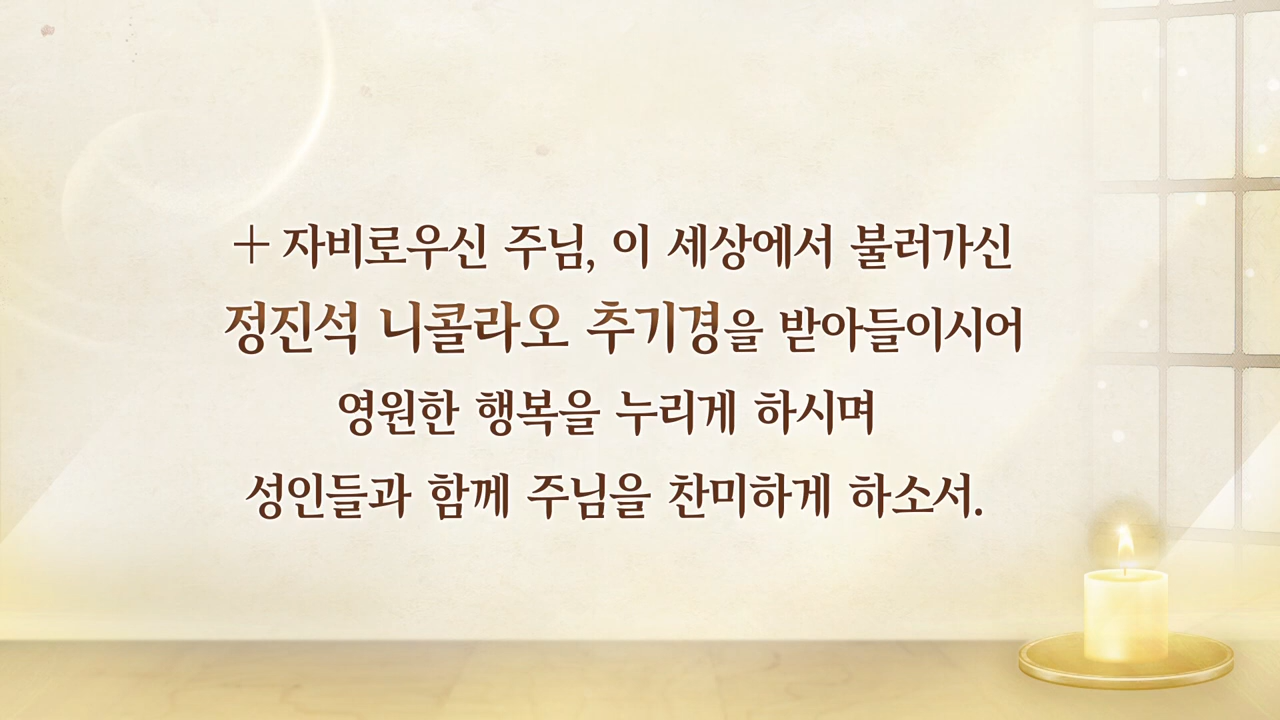 + 자비로우신 주님, 이 세상에서 불러가신
정진석 니콜라오 추기경을 받아들이시어
영원한 행복을 누리게 하시며
성인들과 함께 주님을 찬미하게 하소서.